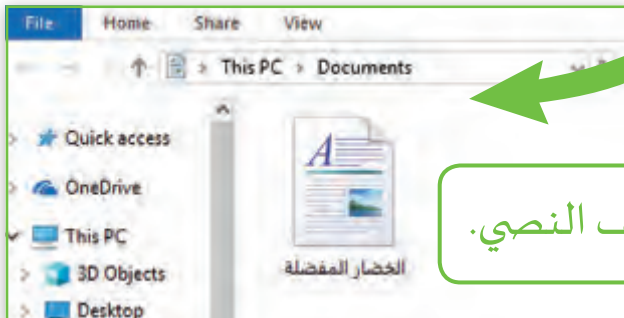 File Home Share View
This PC > Documents
Quick access
OneDrive
This PC
3D Objects
Desktop
الخضار المفضلة
النصي.